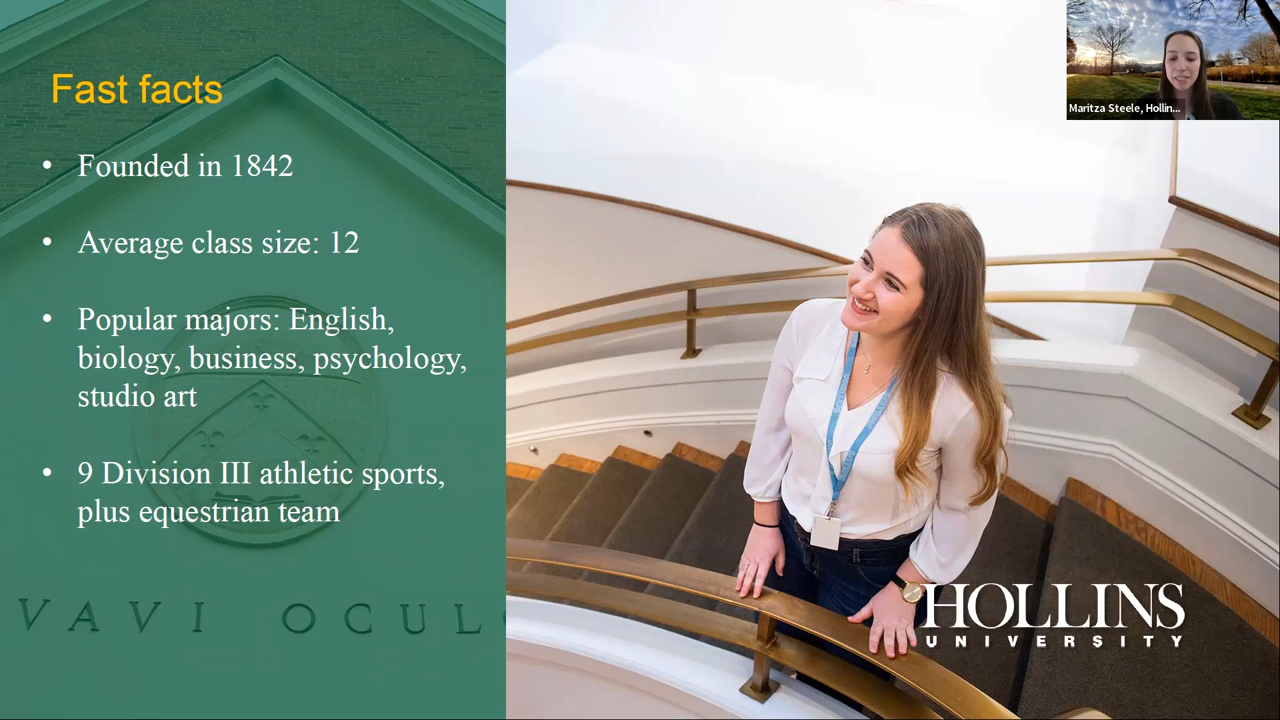 Fast facts
• Founded in 1842
• Average class size: 12
• Popular majors: English,
biology, business, psychology,
studio art
• 9 Division III athletic sports,
plus equestrian team
VAVI OCUL
Maritza Steele, Hollin...
HOLLINS
UNIVERSITY